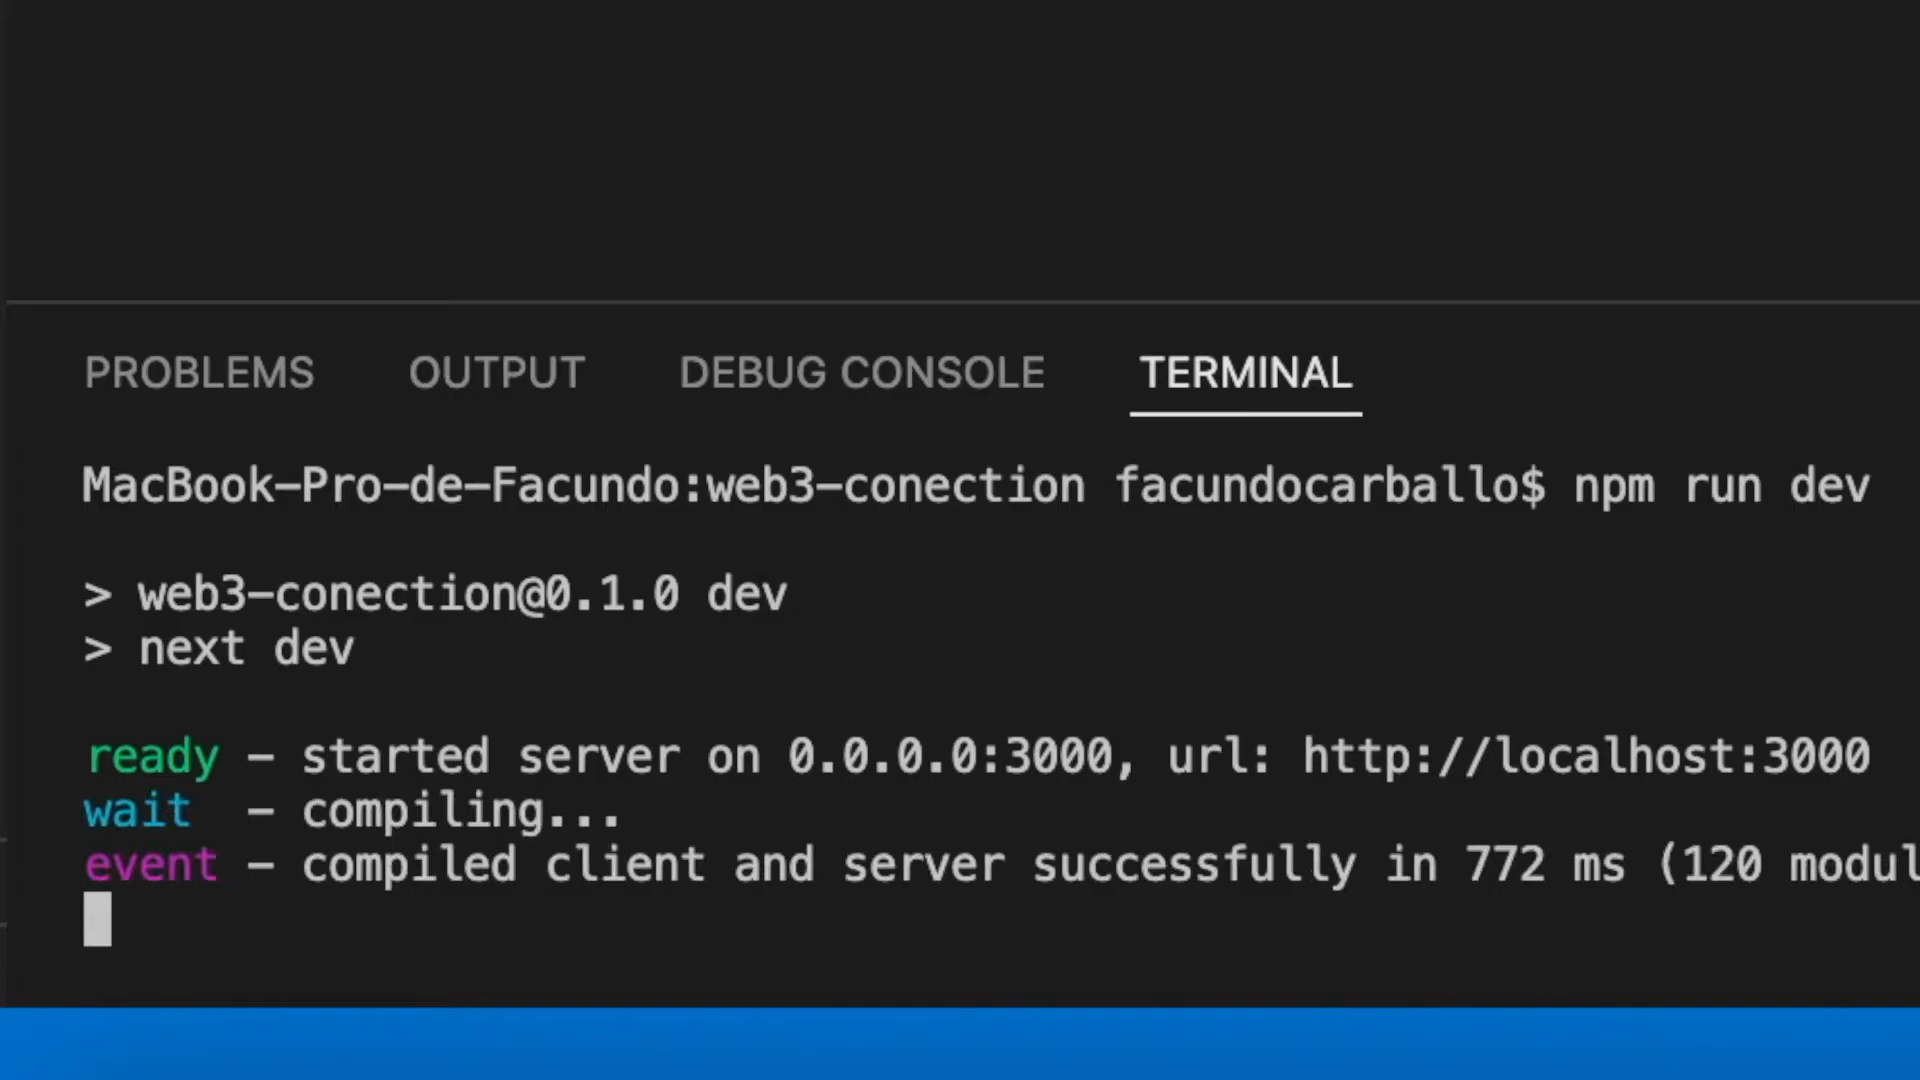 PROBLEMS OUTPUT DEBUG CONSOLE TERMINAL
MacBook-Pro-de-Facundo:web3-conection facundocarballo$ npm run dev
> web3-conection@0.1.0 dev
> next dev
ready - started server on 0.0.0.0:3000, url: http://localhost:3000
wait - compiling...
event - compiled client and server successfully in 772 ms (120 modul